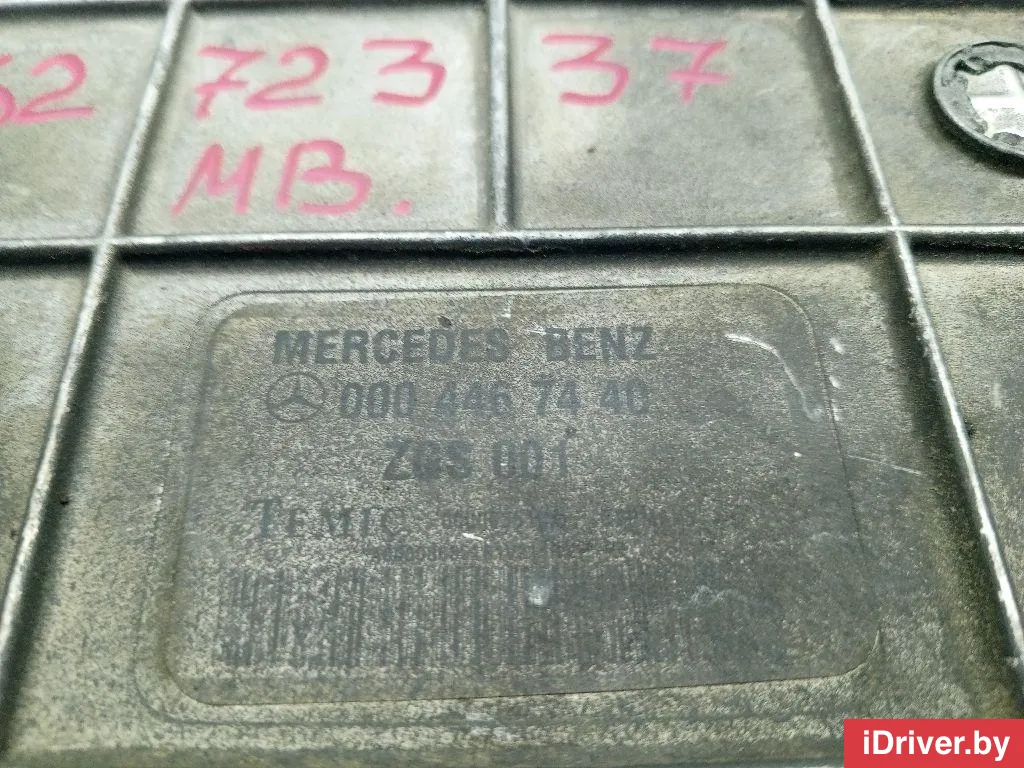 52 723 37
MB.
MERCEDES BENZ
000 446 74 40
ZGS 001
TEMIC
iDriver.by